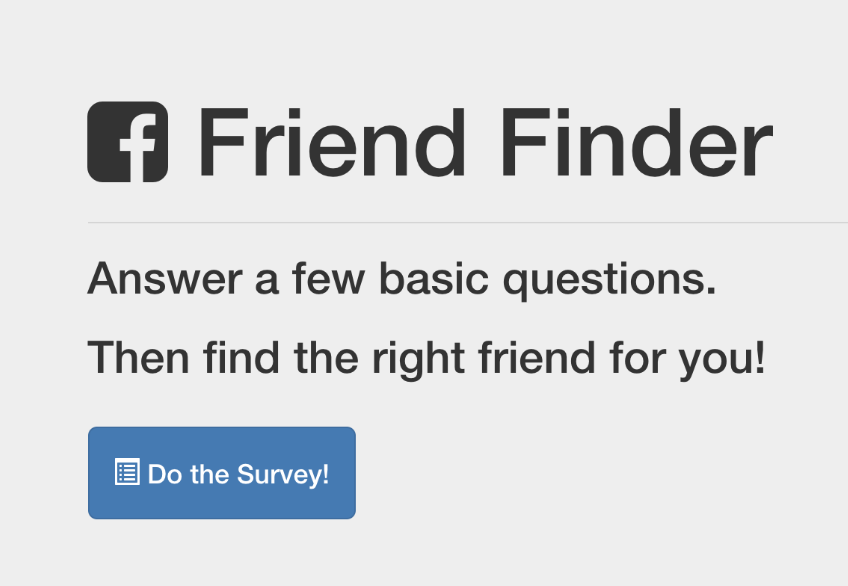 Friend Finder
Answer a few basic questions.
Then find the right friend for you!
Do the Survey!